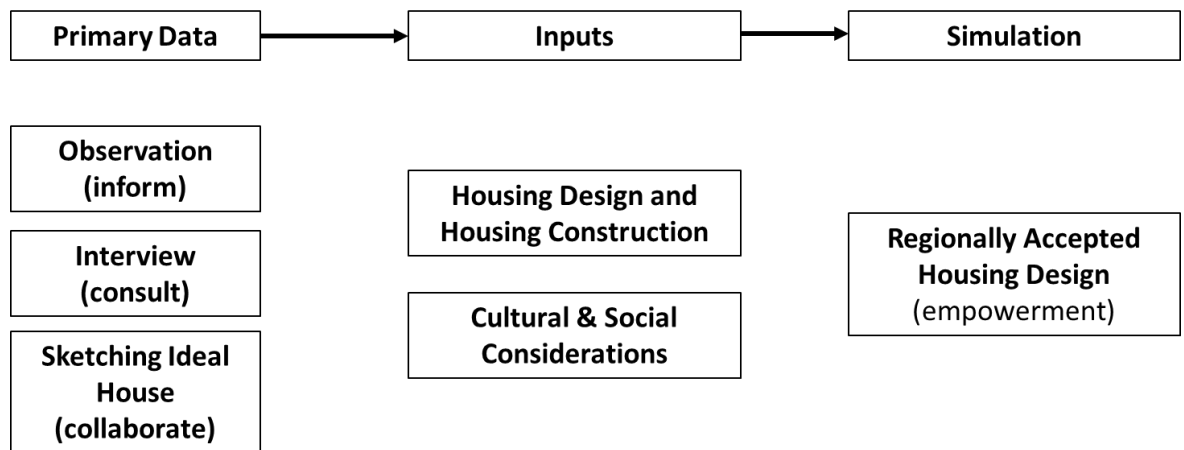 Primary Data
Inputs
Simulation
Observation
(inform)
Interview
(consult)
Sketching Ideal
House
(collaborate)
Housing Design and
Housing Construction
Cultural & Social
Considerations
Regionally Accepted
Housing Design
(empowerment)